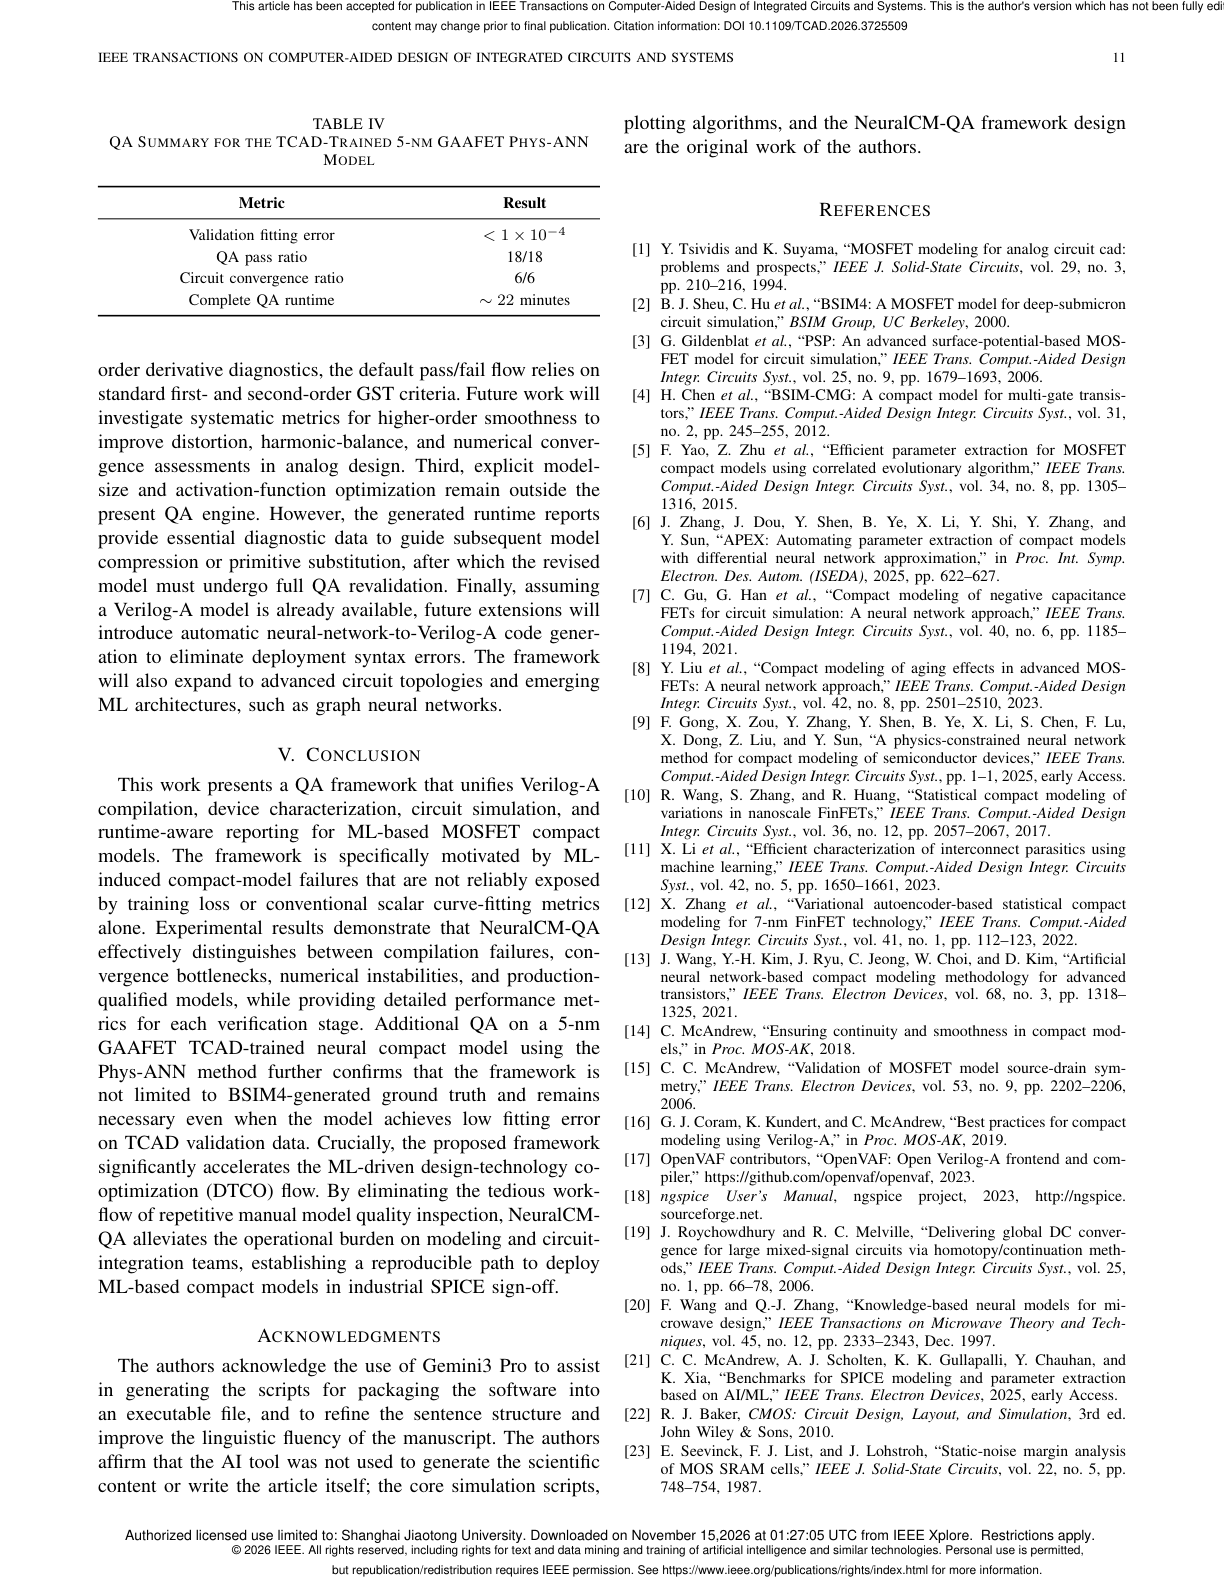 This article has been accepted for publication in IEEE Transactions on Computer-Aided Design of Integrated Circuits and Systems. This is the author's version which has not been fully edi
content may change prior to final publication. Citation information: DOI 10.1109/TCAD.2026.3725509
IEEE TRANSACTIONS ON COMPUTER-AIDED DESIGN OF INTEGRATED CIRCUITS AND SYSTEMS 11
TABLE IV
QA SUMMARY FOR THE TCAD-TRAINED 5-NM GAAFET PHYS-ANN
MODEL
Metric Result
Validation fitting error < 1 × 10⁻⁴
QA pass ratio 18/18
Circuit convergence ratio 6/6
Complete QA runtime ∼ 22 minutes
order derivative diagnostics, the default pass/fail flow relies on
standard first- and second-order GST criteria. Future work will
investigate systematic metrics for higher-order smoothness to
improve distortion, harmonic-balance, and numerical conver-
gence assessments in analog design. Third, explicit model-
size and activation-function optimization remain outside the
present QA engine. However, the generated runtime reports
provide essential diagnostic data to guide subsequent model
compression or primitive substitution, after which the revised
model must undergo full QA revalidation. Finally, assuming
a Verilog-A model is already available, future extensions will
introduce automatic neural-network-to-Verilog-A code gener-
ation to eliminate deployment syntax errors. The framework
will also expand to advanced circuit topologies and emerging
ML architectures, such as graph neural networks.
V. CONCLUSION
This work presents a QA framework that unifies Verilog-A
compilation, device characterization, circuit simulation, and
runtime-aware reporting for ML-based MOSFET compact
models. The framework is specifically motivated by ML-
induced compact-model failures that are not reliably exposed
by training loss or conventional scalar curve-fitting metrics
alone. Experimental results demonstrate that NeuralCM-QA
effectively distinguishes between compilation failures, con-
vergence bottlenecks, numerical instabilities, and production-
qualified models, while providing detailed performance met-
rics for each verification stage. Additional QA on a 5-nm
GAAFET TCAD-trained neural compact model using the
Phys-ANN method further confirms that the framework is
not limited to BSIM4-generated ground truth and remains
necessary even when the model achieves low fitting error
on TCAD validation data. Crucially, the proposed framework
significantly accelerates the ML-driven design-technology co-
optimization (DTCO) flow. By eliminating the tedious work-
flow of repetitive manual model quality inspection, NeuralCM-
QA alleviates the operational burden on modeling and circuit-
integration teams, establishing a reproducible path to deploy
ML-based compact models in industrial SPICE sign-off.
ACKNOWLEDGMENTS
The authors acknowledge the use of Gemini3 Pro to assist
in generating the scripts for packaging the software into
an executable file, and to refine the sentence structure and
improve the linguistic fluency of the manuscript. The authors
affirm that the AI tool was not used to generate the scientific
content or write the article itself; the core simulation scripts,
plotting algorithms, and the NeuralCM-QA framework design
are the original work of the authors.
REFERENCES
[1] Y. Tsividis and K. Suyama, “MOSFET modeling for analog circuit cad:
problems and prospects,” IEEE J. Solid-State Circuits, vol. 29, no. 3,
pp. 210–216, 1994.
[2] B. J. Sheu, C. Hu et al., “BSIM4: A MOSFET model for deep-submicron
circuit simulation,” BSIM Group, UC Berkeley, 2000.
[3] G. Gildenblat et al., “PSP: An advanced surface-potential-based MOS-
FET model for circuit simulation,” IEEE Trans. Comput.-Aided Design
Integr. Circuits Syst., vol. 25, no. 9, pp. 1679–1693, 2006.
[4] H. Chen et al., “BSIM-CMG: A compact model for multi-gate transis-
tors,” IEEE Trans. Comput.-Aided Design Integr. Circuits Syst., vol. 31,
no. 2, pp. 245–255, 2012.
[5] F. Yao, Z. Zhu et al., “Efficient parameter extraction for MOSFET
compact models using correlated evolutionary algorithm,” IEEE Trans.
Comput.-Aided Design Integr. Circuits Syst., vol. 34, no. 8, pp. 1305–
1316, 2015.
[6] J. Zhang, J. Dou, Y. Shen, B. Ye, X. Li, Y. Shi, Y. Zhang, and
Y. Sun, “APEX: Automating parameter extraction of compact models
with differential neural network approximation,” in Proc. Int. Symp.
Electron. Des. Autom. (ISEDA), 2025, pp. 622–627.
[7] C. Gu, G. Han et al., “Compact modeling of negative capacitance
FETs for circuit simulation: A neural network approach,” IEEE Trans.
Comput.-Aided Design Integr. Circuits Syst., vol. 40, no. 6, pp. 1185–
1194, 2021.
[8] Y. Liu et al., “Compact modeling of aging effects in advanced MOS-
FETs: A neural network approach,” IEEE Trans. Comput.-Aided Design
Integr. Circuits Syst., vol. 42, no. 8, pp. 2501–2510, 2023.
[9] F. Gong, X. Zou, Y. Zhang, Y. Shen, B. Ye, X. Li, S. Chen, F. Lu,
X. Dong, Z. Liu, and Y. Sun, “A physics-constrained neural network
method for compact modeling of semiconductor devices,” IEEE Trans.
Comput.-Aided Design Integr. Circuits Syst., pp. 1–1, 2025, early Access.
[10] R. Wang, S. Zhang, and R. Huang, “Statistical compact modeling of
variations in nanoscale FinFETs,” IEEE Trans. Comput.-Aided Design
Integr. Circuits Syst., vol. 36, no. 12, pp. 2057–2067, 2017.
[11] X. Li et al., “Efficient characterization of interconnect parasitics using
machine learning,” IEEE Trans. Comput.-Aided Design Integr. Circuits
Syst., vol. 42, no. 5, pp. 1650–1661, 2023.
[12] X. Zhang et al., “Variational autoencoder-based statistical compact
modeling for 7-nm FinFET technology,” IEEE Trans. Comput.-Aided
Design Integr. Circuits Syst., vol. 41, no. 1, pp. 112–123, 2022.
[13] J. Wang, Y.-H. Kim, J. Ryu, C. Jeong, W. Choi, and D. Kim, “Artificial
neural network-based compact modeling methodology for advanced
transistors,” IEEE Trans. Electron Devices, vol. 68, no. 3, pp. 1318–
1325, 2021.
[14] C. McAndrew, “Ensuring continuity and smoothness in compact mod-
els,” in Proc. MOS-AK, 2018.
[15] C. C. McAndrew, “Validation of MOSFET model source-drain sym-
metry,” IEEE Trans. Electron Devices, vol. 53, no. 9, pp. 2202–2206,
2006.
[16] G. J. Coram, K. Kundert, and C. McAndrew, “Best practices for compact
modeling using Verilog-A,” in Proc. MOS-AK, 2019.
[17] OpenVAF contributors, “OpenVAF: Open Verilog-A frontend and com-
piler,” https://github.com/openvaf/openvaf, 2023.
[18] ngspice User’s Manual, ngspice project, 2023, http://ngspice.
sourceforge.net.
[19] J. Roychowdhury and R. C. Melville, “Delivering global DC conver-
gence for large mixed-signal circuits via homotopy/continuation meth-
ods,” IEEE Trans. Comput.-Aided Design Integr. Circuits Syst., vol. 25,
no. 1, pp. 66–78, 2006.
[20] F. Wang and Q.-J. Zhang, “Knowledge-based neural models for mi-
crowave design,” IEEE Transactions on Microwave Theory and Tech-
niques, vol. 45, no. 12, pp. 2333–2343, Dec. 1997.
[21] C. C. McAndrew, A. J. Scholten, K. K. Gullapalli, Y. Chauhan, and
K. Xia, “Benchmarks for SPICE modeling and parameter extraction
based on AI/ML,” IEEE Trans. Electron Devices, 2025, early Access.
[22] R. J. Baker, CMOS: Circuit Design, Layout, and Simulation, 3rd ed.
John Wiley & Sons, 2010.
[23] E. Seevinck, F. J. List, and J. Lohstroh, “Static-noise margin analysis
of MOS SRAM cells,” IEEE J. Solid-State Circuits, vol. 22, no. 5, pp.
748–754, 1987.
Authorized licensed use limited to: Shanghai Jiaotong University. Downloaded on November 15,2026 at 01:27:05 UTC from IEEE Xplore. Restrictions apply.
© 2026 IEEE. All rights reserved, including rights for text and data mining and training of artificial intelligence and similar technologies. Personal use is permitted,
but republication/redistribution requires IEEE permission. See https://www.ieee.org/publications/rights/index.html for more information.